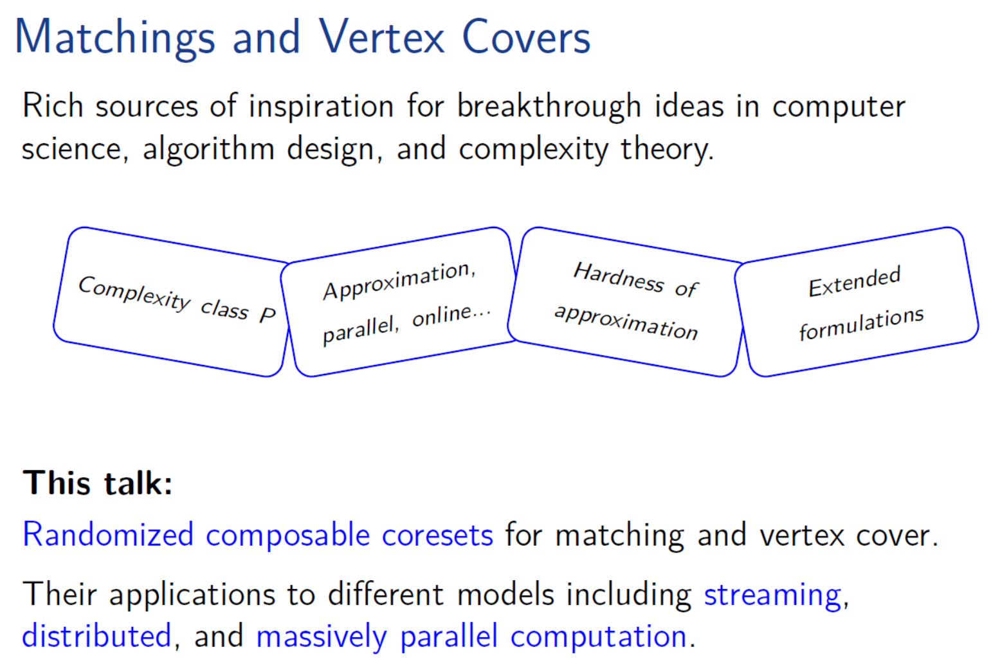 Matchings and Vertex Covers
Rich sources of inspiration for breakthrough ideas in computer
science, algorithm design, and complexity theory.
Complexity class P
Approximation,
parallel, online...
Hardness of
approximation
Extended
formulations
This talk:
Randomized composable coresets for matching and vertex cover.
Their applications to different models including streaming,
distributed, and massively parallel computation.